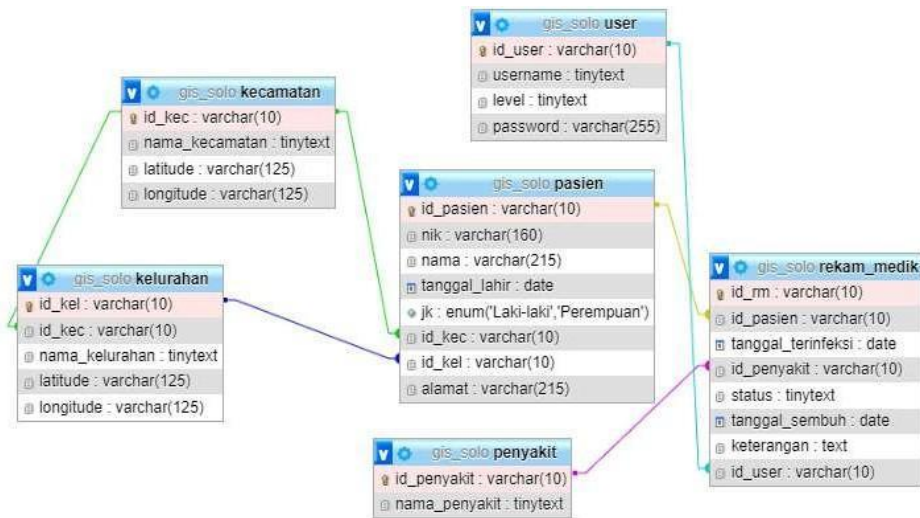 gis_solo user
id_user : varchar(10)
username : tinytext
level : tinytext
password : varchar(255)
gis_solo kecamatan
id_kec : varchar(10)
nama_kecamatan : tinytext
latitude : varchar(125)
longitude : varchar(125)
gis_solo pasien
id_pasien : varchar(10)
nik : varchar(160)
nama : varchar(215)
tanggal_lahir : date
jk : enum('Laki-laki','Perempuan')
id_kec : varchar(10)
id_kel : varchar(10)
alamat : varchar(215)
gis_solo kelurahan
id_kel : varchar(10)
id_kec : varchar(10)
nama_kelurahan : tinytext
latitude : varchar(125)
longitude : varchar(125)
gis_solo rekam_medik
id_rm : varchar(10)
id_pasien : varchar(10)
tanggal_terinfeksi : date
id_penyakit : varchar(10)
status : tinytext
tanggal_sembuh : date
keterangan : text
id_user : varchar(10)
gis_solo penyakit
id_penyakit : varchar(10)
nama_penyakit : tinytext